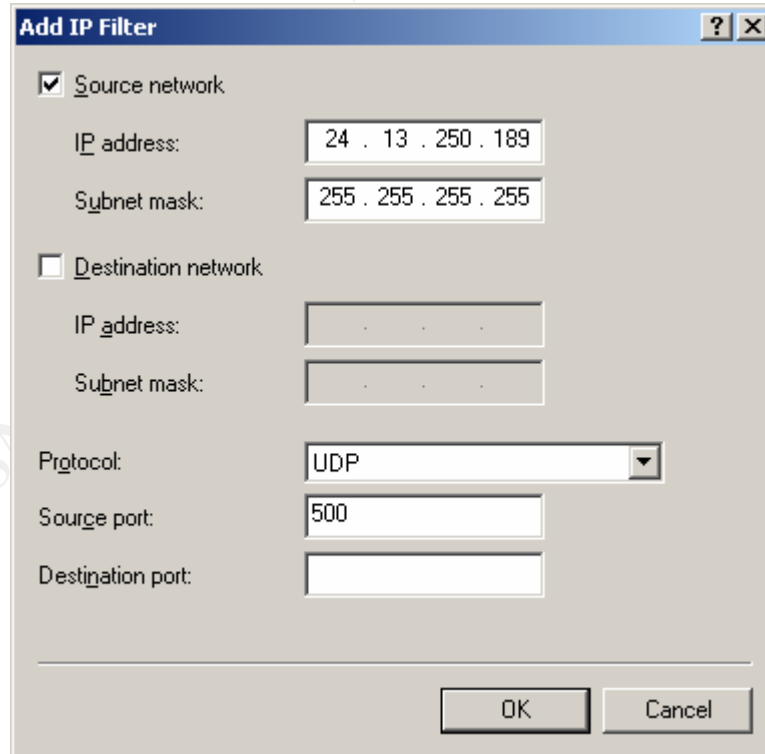 Add IP Filter
Source network
IP address: 24 . 13 . 250 . 189
Subnet mask: 255 . 255 . 255 . 255
Destination network
IP address: . . .
Subnet mask: . . .
Protocol: UDP
Source port: 500
Destination port:
OK Cancel